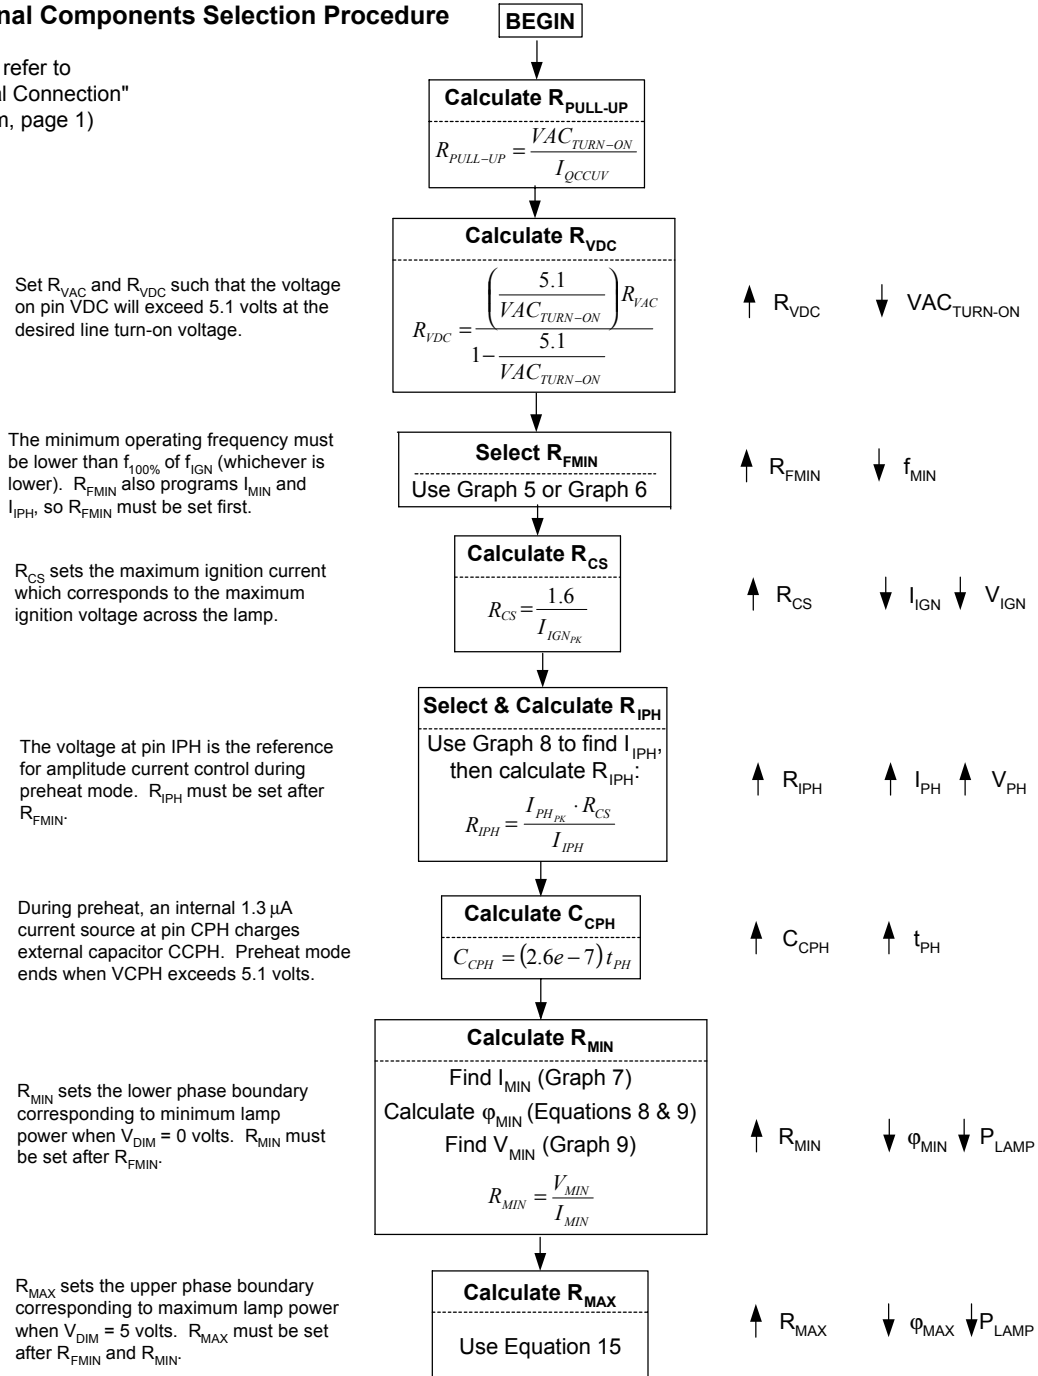 nal Components Selection Procedure
refer to
al Connection"
m, page 1)
BEGIN
Calculate R_PULL-UP
R_PULL-UP = VAC_TURN-ON / I_QCCUV
Set R_VAC and R_VDC such that the voltage
on pin VDC will exceed 5.1 volts at the
desired line turn-on voltage.
Calculate R_VDC
R_VDC = (5.1 / VAC_TURN-ON) R_VAC / 1 - 5.1 / VAC_TURN-ON
↑ R_VDC ↓ VAC_TURN-ON
The minimum operating frequency must
be lower than f_100% of f_IGN (whichever is
lower). R_FMIN also programs I_MIN and
I_IPH, so R_FMIN must be set first.
Select R_FMIN
Use Graph 5 or Graph 6
↑ R_FMIN ↓ f_MIN
R_CS sets the maximum ignition current
which corresponds to the maximum
ignition voltage across the lamp.
Calculate R_CS
R_CS = 1.6 / I_IGN_PK
↑ R_CS ↓ I_IGN ↓ V_IGN
The voltage at pin IPH is the reference
for amplitude current control during
preheat mode. R_IPH must be set after
R_FMIN.
Select & Calculate R_IPH
Use Graph 8 to find I_IPH,
then calculate R_IPH:
R_IPH = I_PH_PK · R_CS / I_IPH
↑ R_IPH ↑ I_PH ↑ V_PH
During preheat, an internal 1.3 µA
current source at pin CPH charges
external capacitor CCPH. Preheat mode
ends when VCPH exceeds 5.1 volts.
Calculate C_CPH
C_CPH = (2.6e − 7) t_PH
↑ C_CPH ↑ t_PH
R_MIN sets the lower phase boundary
corresponding to minimum lamp
power when V_DIM = 0 volts. R_MIN must
be set after R_FMIN.
Calculate R_MIN
Find I_MIN (Graph 7)
Calculate φ_MIN (Equations 8 & 9)
Find V_MIN (Graph 9)
R_MIN = V_MIN / I_MIN
↑ R_MIN ↓ φ_MIN ↓ P_LAMP
R_MAX sets the upper phase boundary
corresponding to maximum lamp power
when V_DIM = 5 volts. R_MAX must be set
after R_FMIN and R_MIN.
Calculate R_MAX
Use Equation 15
↑ R_MAX ↓ φ_MAX ↓ P_LAMP